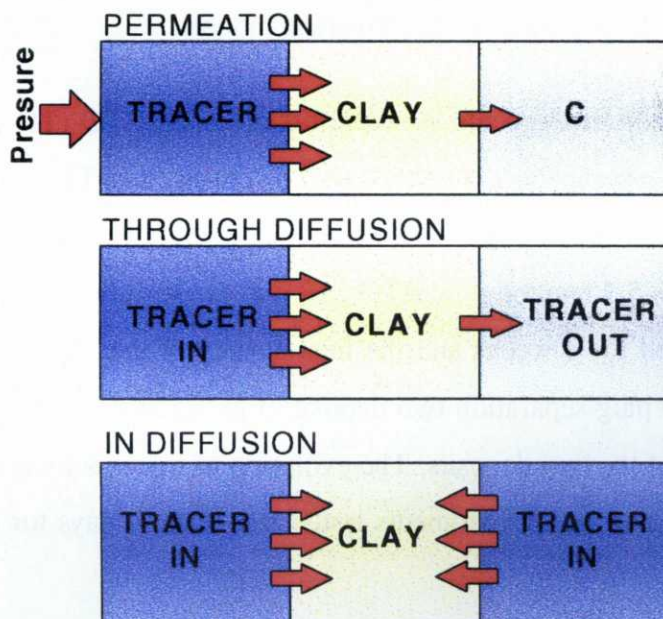 PERMEATION
Presure
TRACER CLAY C
THROUGH DIFFUSION
TRACER IN CLAY TRACER OUT
IN DIFFUSION
TRACER IN CLAY TRACER IN